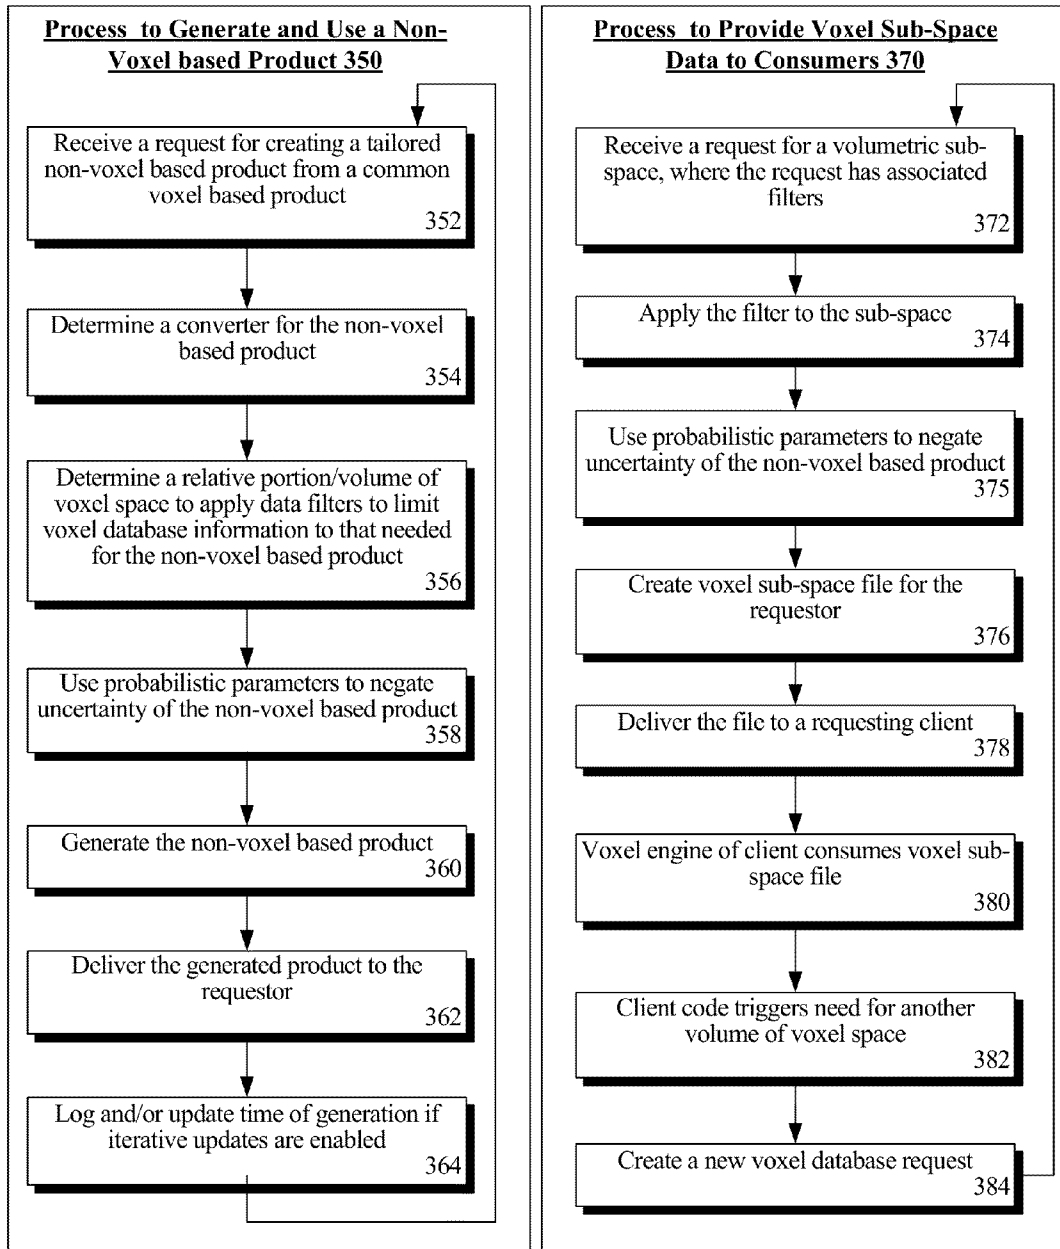 Process to Generate and Use a Non-
Voxel based Product 350
Receive a request for creating a tailored
non-voxel based product from a common
voxel based product
352
Determine a converter for the non-voxel
based product
354
Determine a relative portion/volume of
voxel space to apply data filters to limit
voxel database information to that needed
for the non-voxel based product
356
Use probabilistic parameters to negate
uncertainty of the non-voxel based product
358
Generate the non-voxel based product
360
Deliver the generated product to the
requestor
362
Log and/or update time of generation if
iterative updates are enabled
364
Process to Provide Voxel Sub-Space
Data to Consumers 370
Receive a request for a volumetric sub-
space, where the request has associated
filters
372
Apply the filter to the sub-space
374
Use probabilistic parameters to negate
uncertainty of the non-voxel based product
375
Create voxel sub-space file for the
requestor
376
Deliver the file to a requesting client
378
Voxel engine of client consumes voxel sub-
space file
380
Client code triggers need for another
volume of voxel space
382
Create a new voxel database request
384